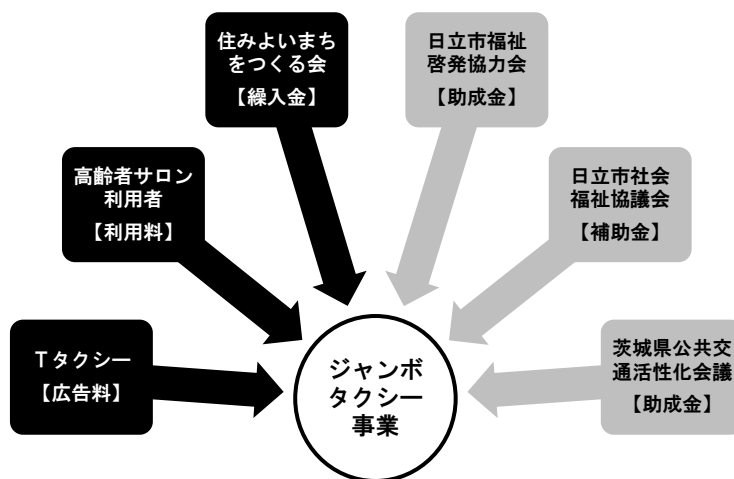 住みよいまち
をつくる会
【繰入金】
日立市福祉
啓発協力会
【助成金】
高齢者サロン
利用者
【利用料】
日立市社会
福祉協議会
【補助金】
Tタクシー
【広告料】
ジャンボ
タクシー
事業
茨城県公共交
通活性化会議
【助成金】